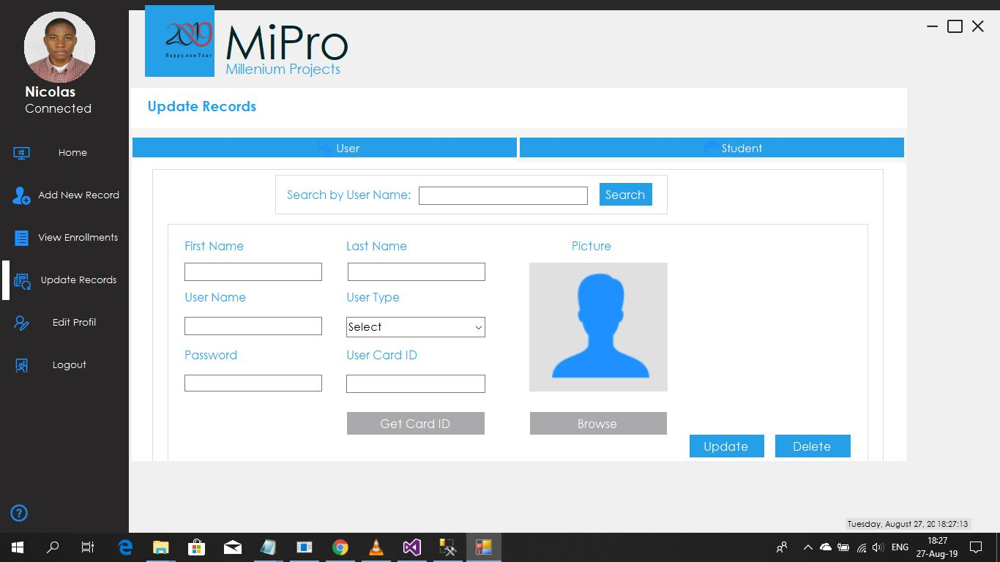 Nicolas
Connected
Home
Add New Record
View Enrollments
Update Records
Edit Profil
Logout
?
2019
Happy new Year
MiPro
Millenium Projects
Update Records
User
Student
Search by User Name:
Search
First Name
Last Name
Picture
User Name
User Type
Select
Password
User Card ID
Get Card ID
Browse
Update
Delete
Tuesday, August 27, 20 18:27:13
ENG
18:27
27-Aug-19